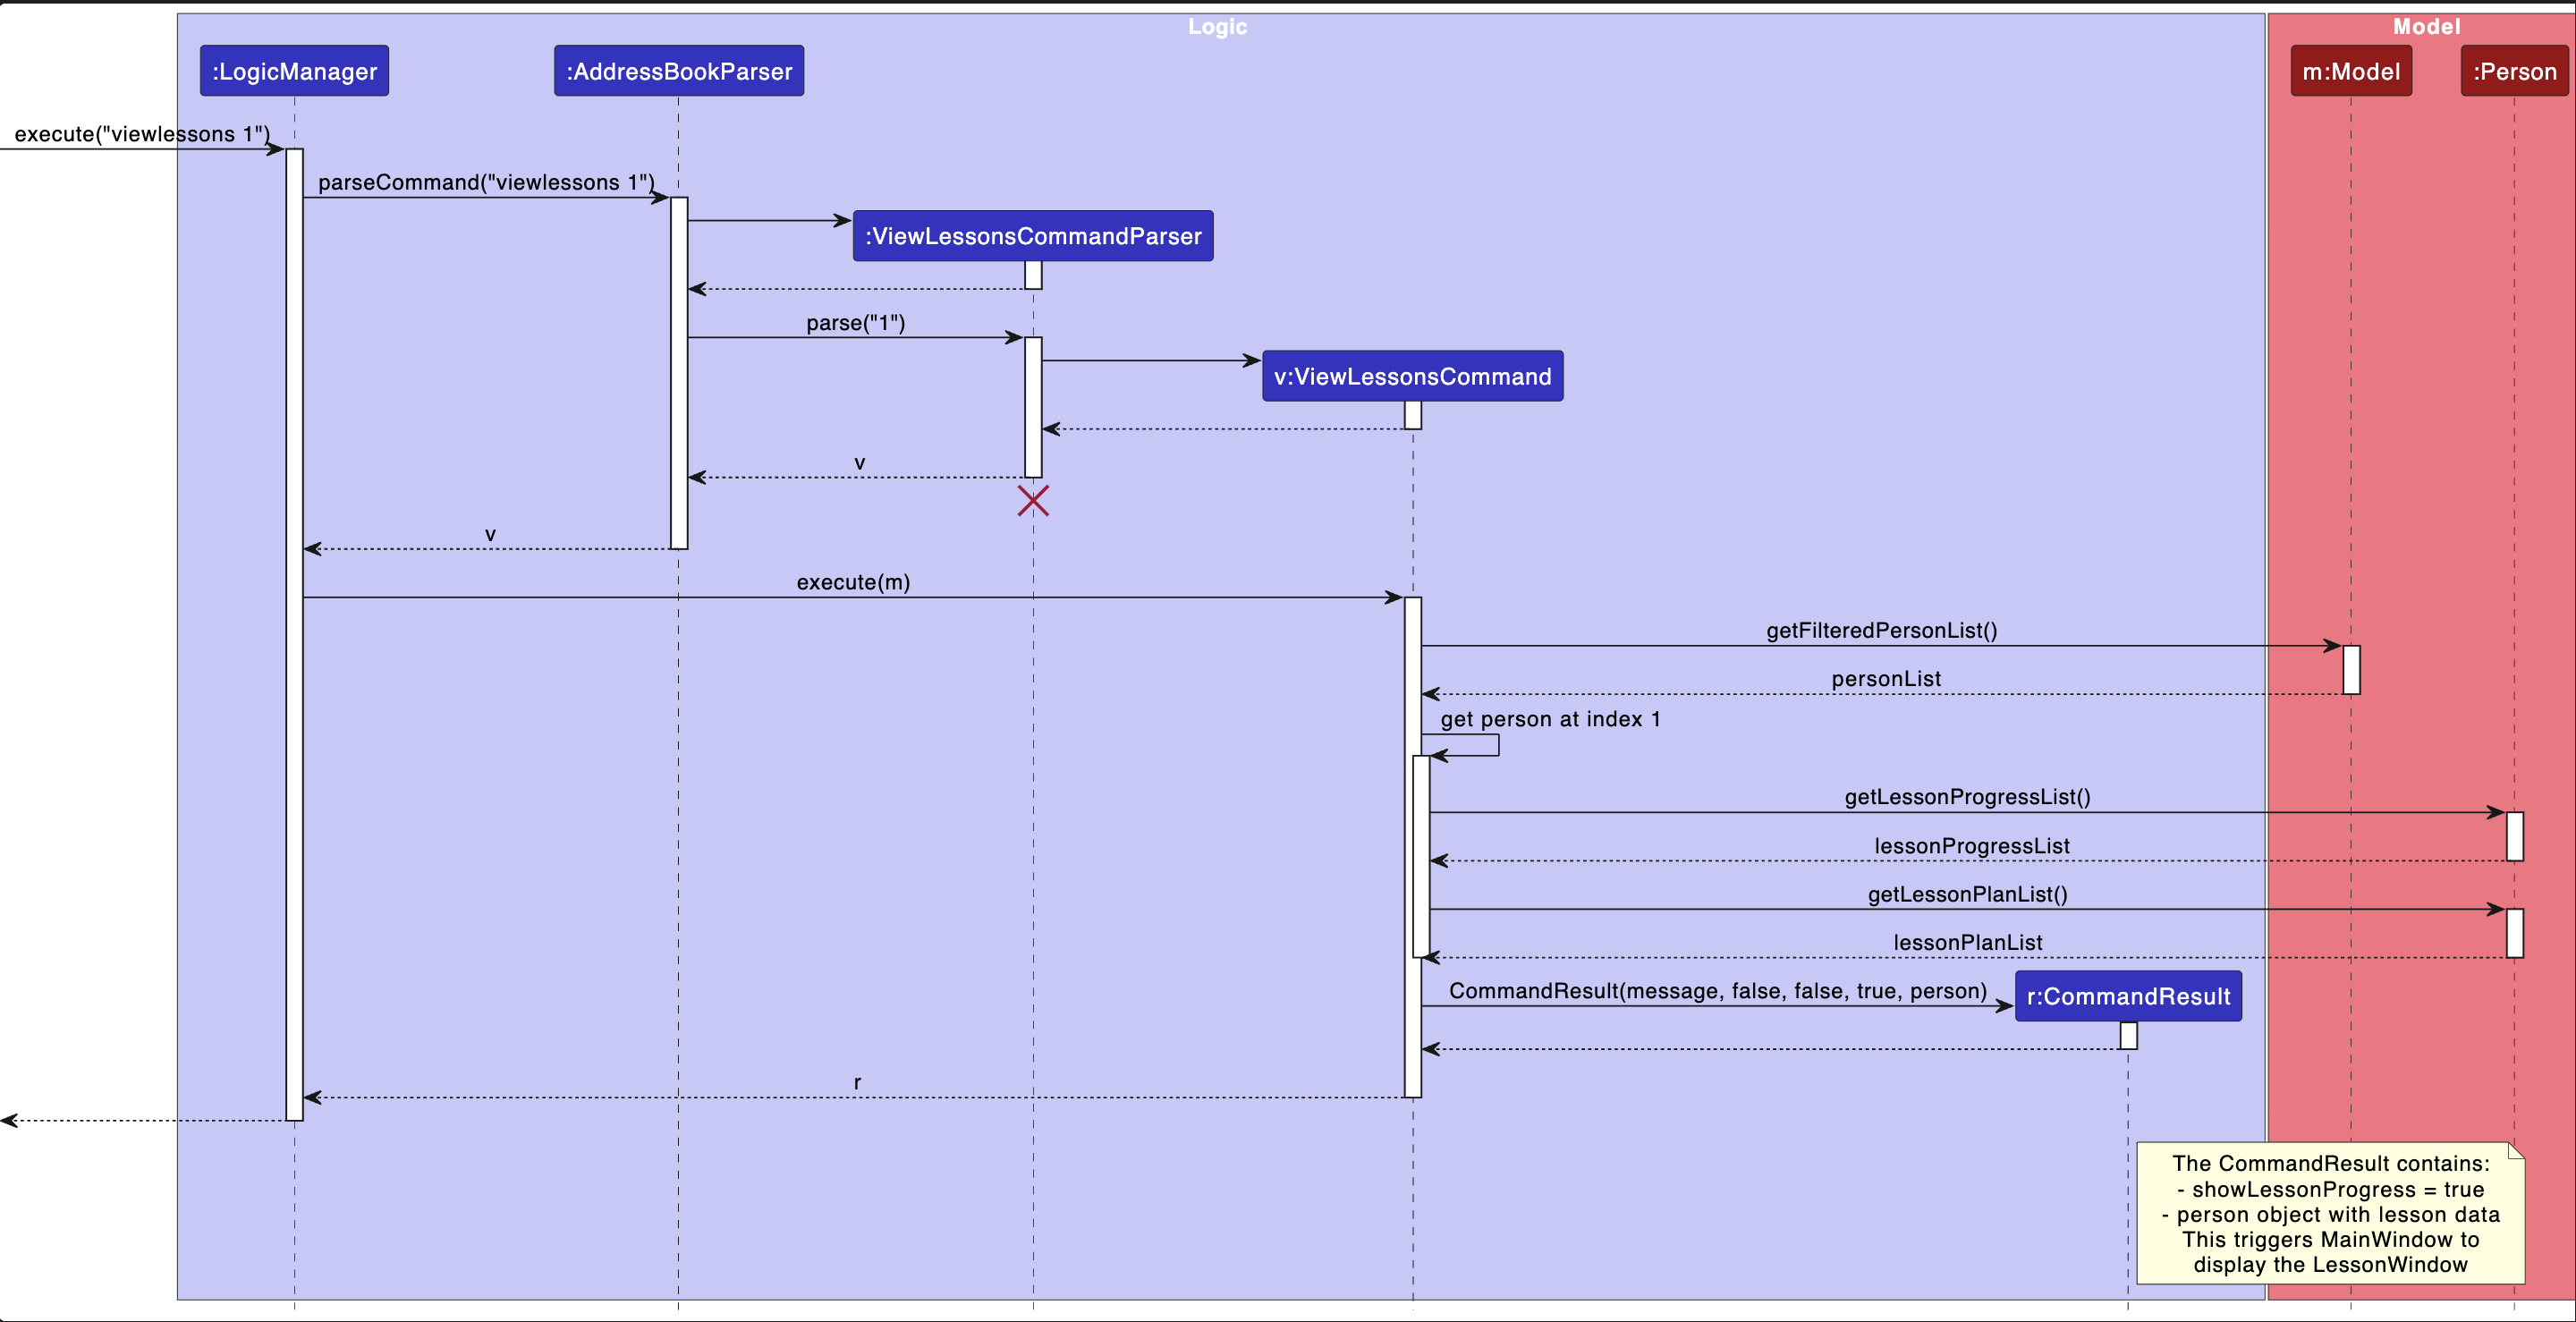 Logic
Model
:LogicManager
:AddressBookParser
m:Model
:Person
execute("viewlessons 1")
parseCommand("viewlessons 1")
:ViewLessonsCommandParser
parse("1")
v:ViewLessonsCommand
v
v
execute(m)
getFilteredPersonList()
personList
get person at index 1
getLessonProgressList()
lessonProgressList
getLessonPlanList()
lessonPlanList
CommandResult(message, false, false, true, person)
r:CommandResult
r
The CommandResult contains:
- showLessonProgress = true
- person object with lesson data
This triggers MainWindow to
display the LessonWindow